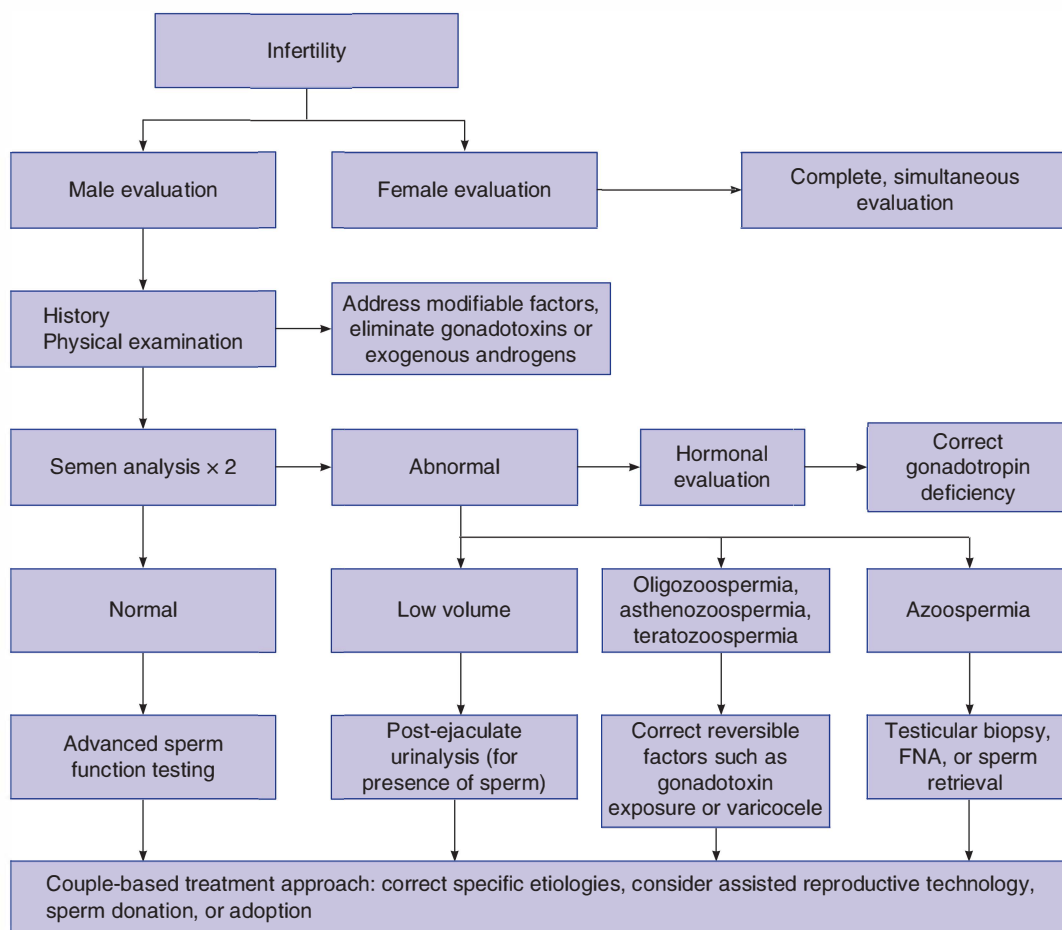 Infertility
Male evaluation
Female evaluation
Complete, simultaneous
evaluation
History
Physical examination
Address modifiable factors,
eliminate gonadotoxins or
exogenous androgens
Semen analysis × 2
Abnormal
Hormonal
evaluation
Correct
gonadotropin
deficiency
Normal
Low volume
Oligozoospermia,
asthenozoospermia,
teratozoospermia
Azoospermia
Advanced sperm
function testing
Post-ejaculate
urinalysis (for
presence of sperm)
Correct reversible
factors such as
gonadotoxin
exposure or varicocele
Testicular biopsy,
FNA, or sperm
retrieval
Couple-based treatment approach: correct specific etiologies, consider assisted reproductive technology,
sperm donation, or adoption